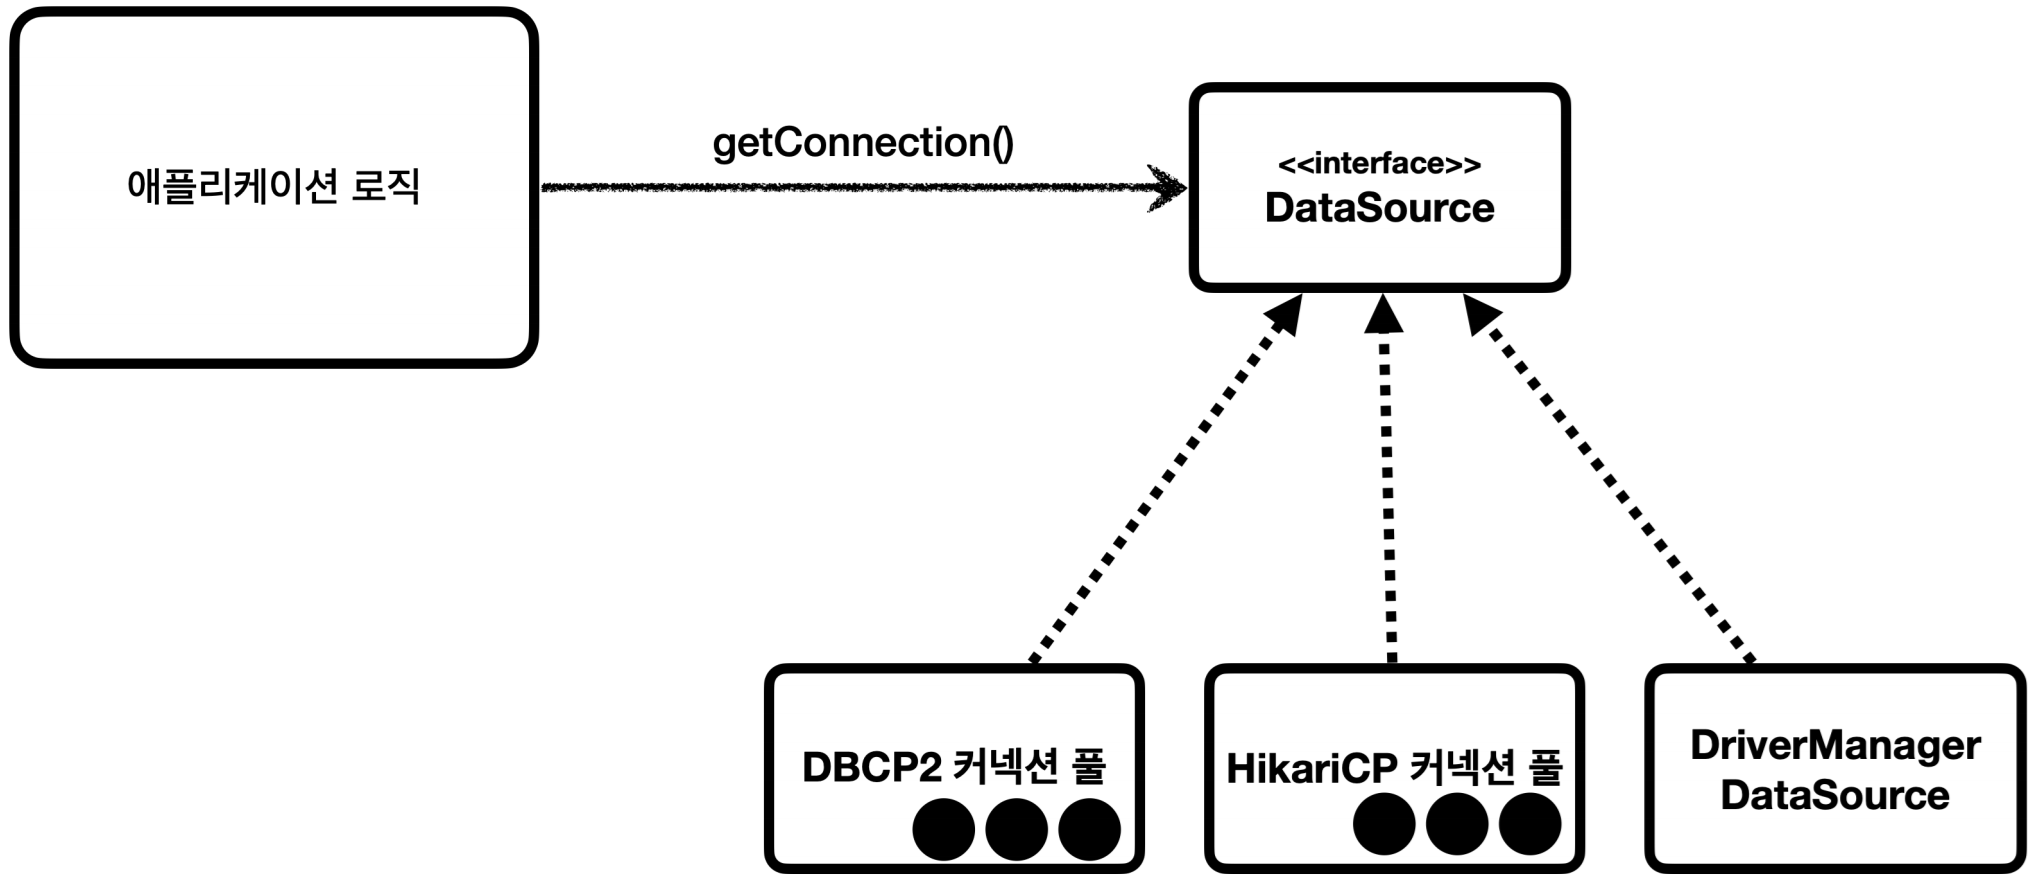 애플리케이션 로직
getConnection()
<<interface>>
DataSource
DBCP2 커넥션 풀
HikariCP 커넥션 풀
DriverManager
DataSource